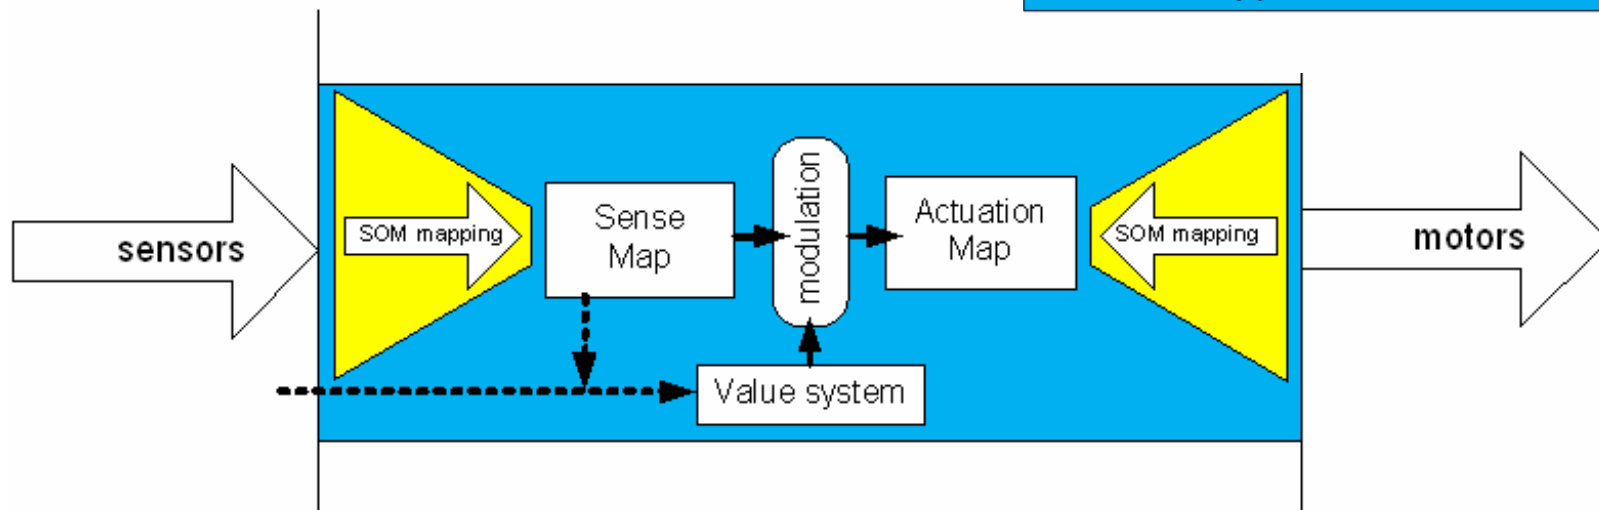 sensors
SOM mapping
Sense
Map
modulation
Actuation
Map
SOM mapping
motors
Value system